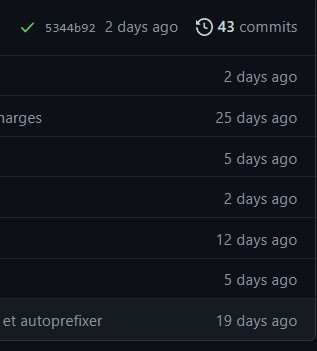 5344b92 2 days ago 43 commits
2 days ago
harges 25 days ago
5 days ago
2 days ago
12 days ago
5 days ago
et autoprefixer 19 days ago